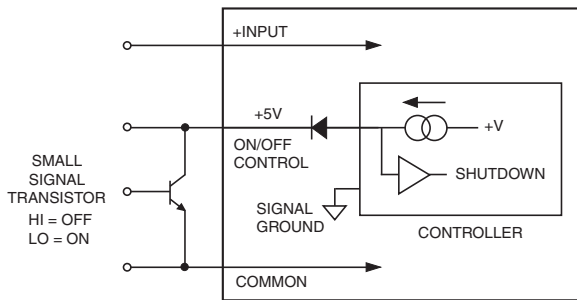 +INPUT
+5V
ON/OFF
CONTROL
+V
SHUTDOWN
SMALL
SIGNAL
TRANSISTOR
HI = OFF
LO = ON
SIGNAL
GROUND
CONTROLLER
COMMON